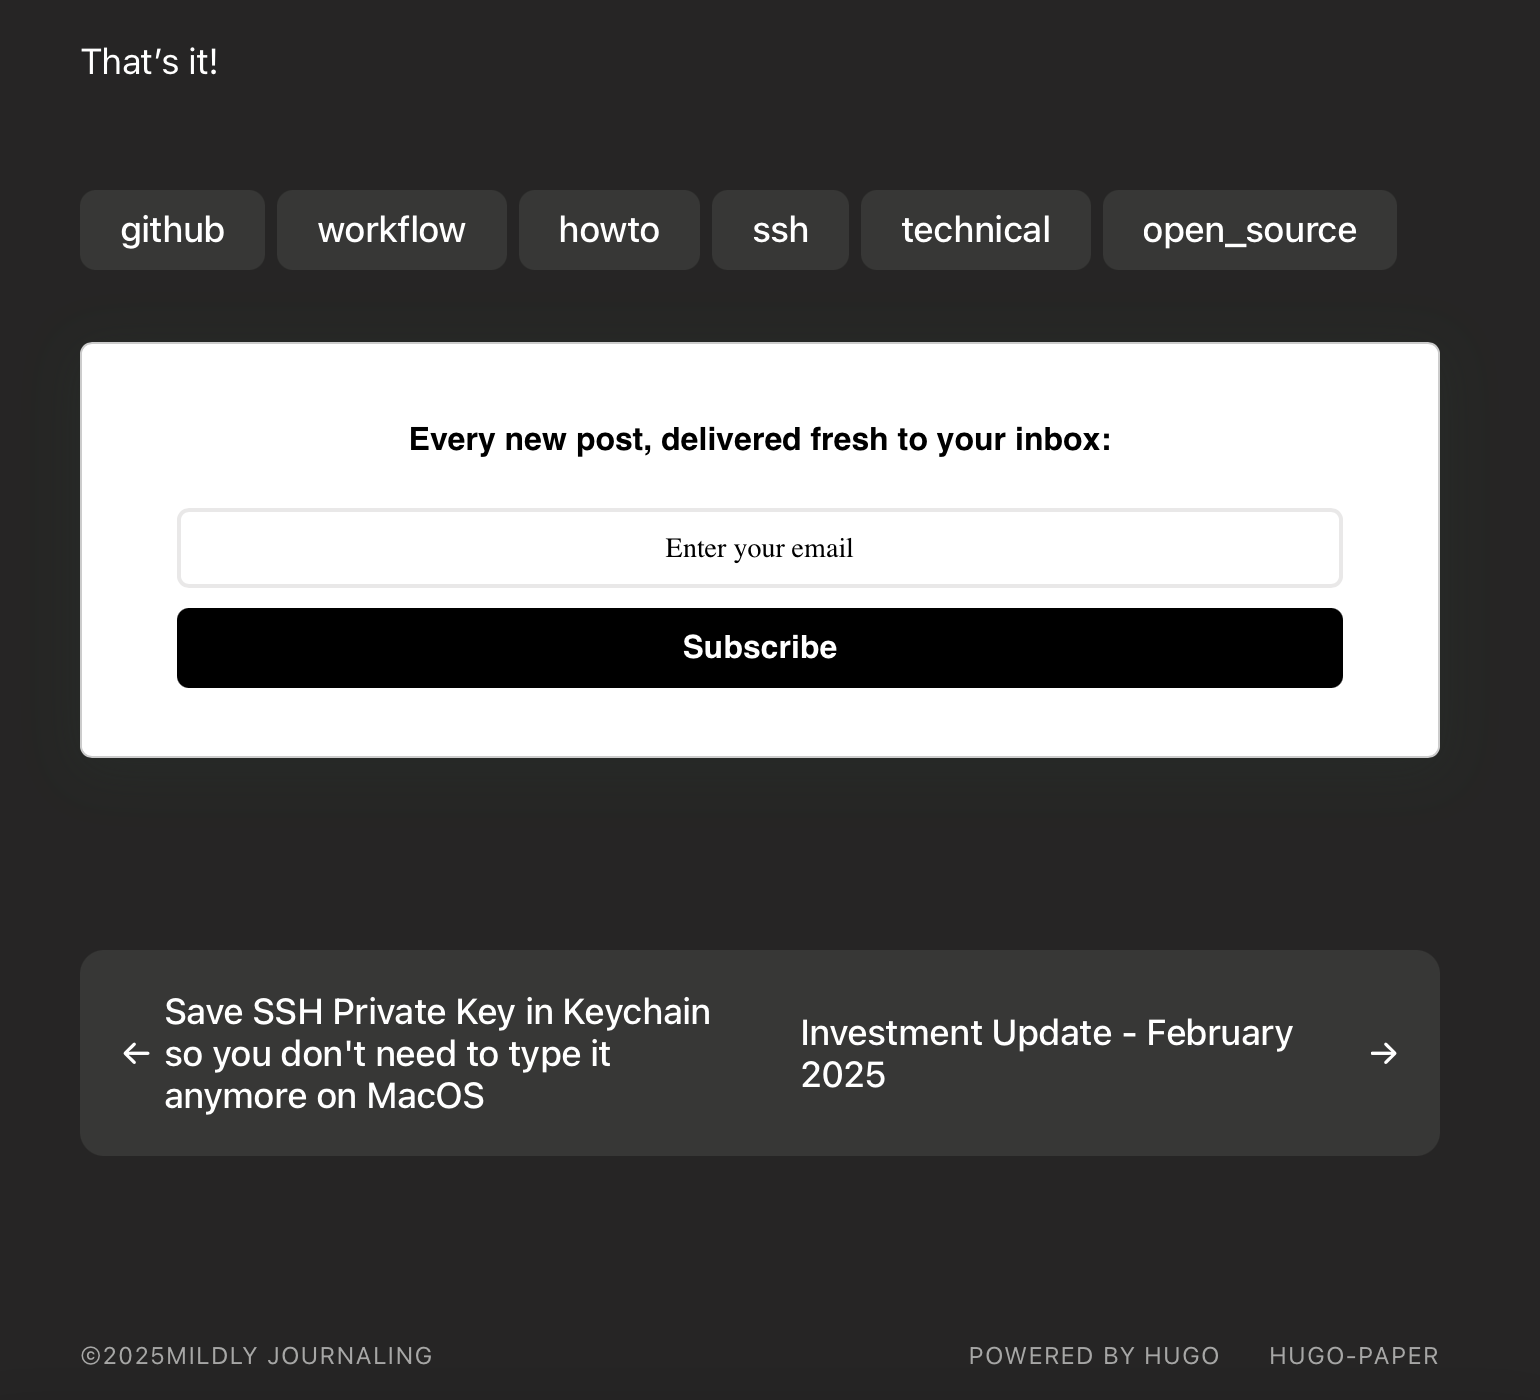 That’s it!
github workflow howto ssh technical open_source
Every new post, delivered fresh to your inbox:
Enter your email
Subscribe
Save SSH Private Key in Keychain
so you don't need to type it
anymore on MacOS
Investment Update - February
2025
©2025MILDLY JOURNALING
POWERED BY HUGO HUGO-PAPER